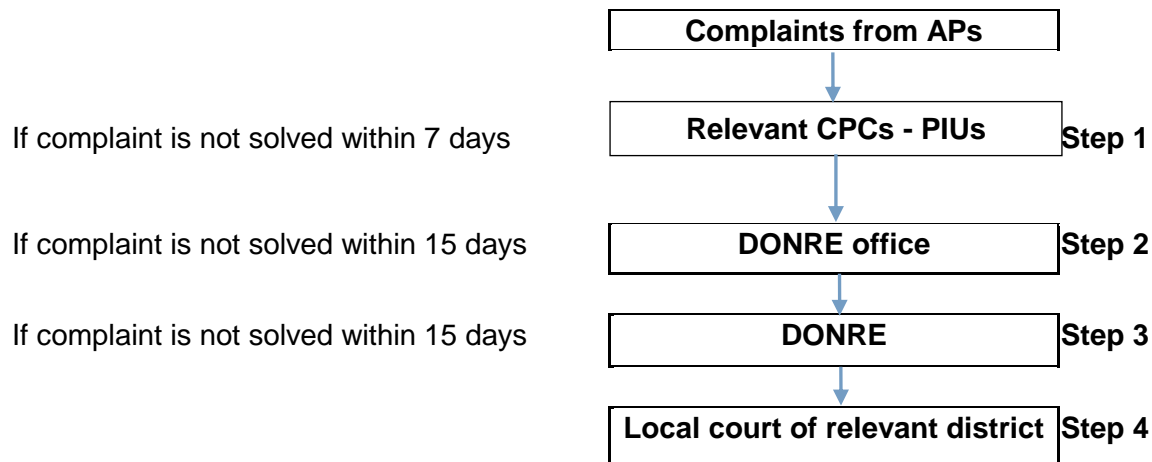 Complaints from APs
If complaint is not solved within 7 days Relevant CPCs - PIUs Step 1
If complaint is not solved within 15 days DONRE office Step 2
If complaint is not solved within 15 days DONRE Step 3
Local court of relevant district Step 4